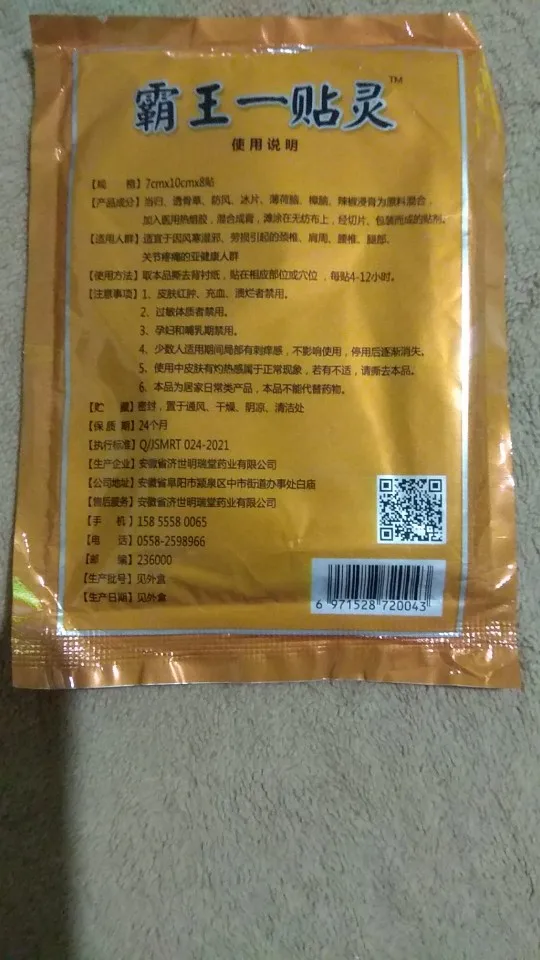 霸王一贴灵™
使用说明
【规 格】7cmx10cmx8贴
【产品成分】当归、透骨草、防风、冰片、薄荷脑、樟脑、辣椒浸膏为原料混合，
加入医用热熔胶，混合成膏，滩涂在无纺布上，经切片、包装而成的贴剂。
【适用人群】适宜于因风寒湿邪、劳损引起的颈椎、肩周、腰椎、腿部、
关节疼痛的亚健康人群
【使用方法】取本品撕去背衬纸，贴在相应部位或穴位，每贴4-12小时。
【注意事项】1、皮肤红肿、充血、溃烂者禁用。
2、过敏体质者禁用。
3、孕妇和哺乳期禁用。
4、少数人适用期间局部有刺痒感，不影响使用，停用后逐渐消失。
5、使用中皮肤有灼热感属于正常现象，若有不适，请撕去本品。
6、本品为居家日常类产品，本品不能代替药物。
【贮 藏】密封，置于通风、干燥、阴凉、清洁处
【保 质 期】24个月
【执行标准】Q/JSMRT 024-2021
【生产企业】安徽省济世明瑞堂药业有限公司
【公司地址】安徽省阜阳市颍泉区中市街道办事处白庙
【售后服务】安徽省济世明瑞堂药业有限公司
【手 机】158 5558 0065
【电 话】0558-2598966
【邮 编】236000
【生产批号】见外盒
【生产日期】见外盒
6 971528 720043